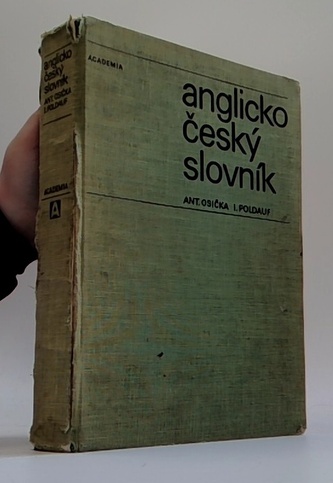 ACADEMIA
anglicko
český
slovník
ANT. OSIČKA I. POLDAUF
anglicko
český
slovník
ANT. OSIČKA
I. POLDAUF
ACADEMIA
A